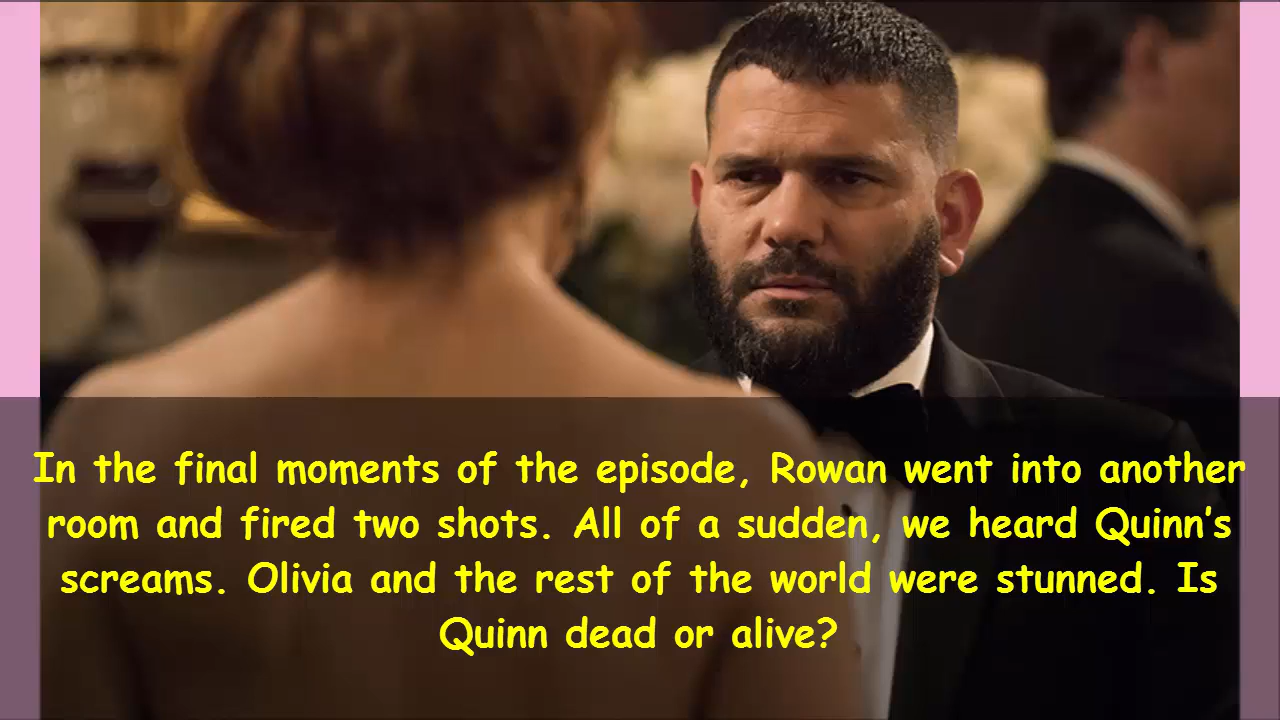 In the final moments of the episode, Rowan went into another
room and fired two shots. All of a sudden, we heard Quinn's
screams. Olivia and the rest of the world were stunned. Is
Quinn dead or alive?